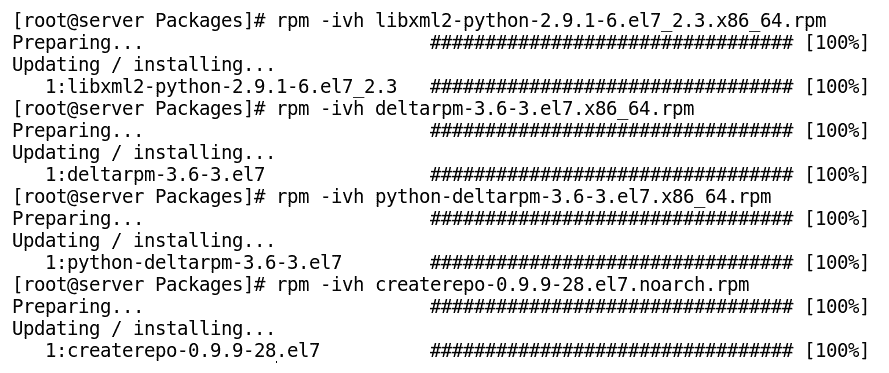 [root@server Packages]# rpm -ivh libxml2-python-2.9.1-6.el7_2.3.x86_64.rpm
Preparing...                          ################################# [100%]
Updating / installing...
   1:libxml2-python-2.9.1-6.el7_2.3   ################################# [100%]
[root@server Packages]# rpm -ivh deltarpm-3.6-3.el7.x86_64.rpm
Preparing...                          ################################# [100%]
Updating / installing...
   1:deltarpm-3.6-3.el7               ################################# [100%]
[root@server Packages]# rpm -ivh python-deltarpm-3.6-3.el7.x86_64.rpm
Preparing...                          ################################# [100%]
Updating / installing...
   1:python-deltarpm-3.6-3.el7        ################################# [100%]
[root@server Packages]# rpm -ivh createrepo-0.9.9-28.el7.noarch.rpm
Preparing...                          ################################# [100%]
Updating / installing...
   1:createrepo-0.9.9-28.el7          ################################# [100%]